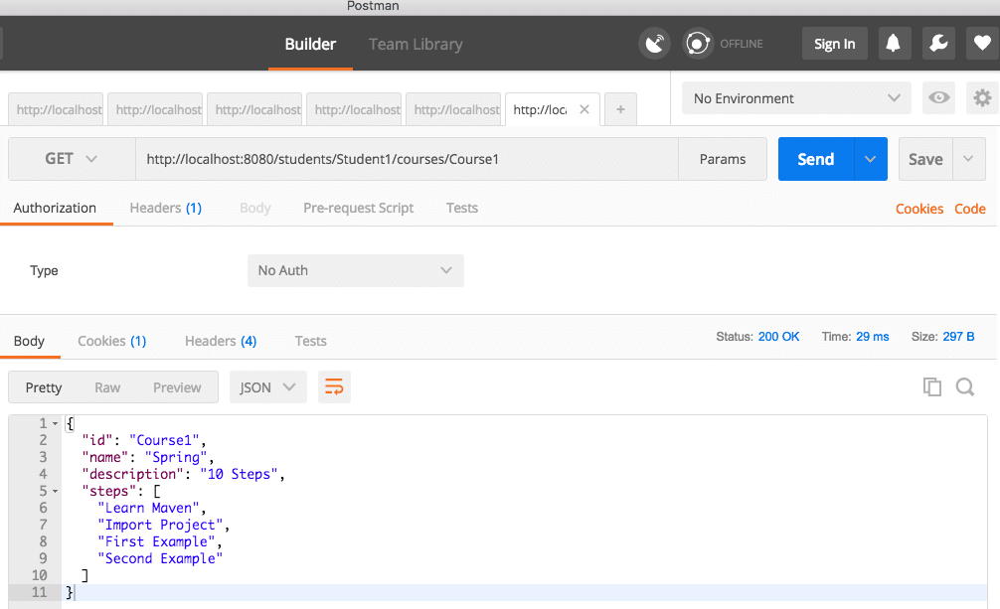 Postman
Builder Team Library OFFLINE Sign In
http://localhost http://localhost http://localhost http://localhost http://localhost http://loca + No Environment
GET http://localhost:8080/students/Student1/courses/Course1 Params Send Save
Authorization Headers (1) Body Pre-request Script Tests Cookies Code
Type No Auth
Body Cookies (1) Headers (4) Tests Status: 200 OK Time: 29 ms Size: 297 B
Pretty Raw Preview JSON
1 {
2 "id": "Course1",
3 "name": "Spring",
4 "description": "10 Steps",
5 "steps": [
6 "Learn Maven",
7 "Import Project",
8 "First Example",
9 "Second Example"
10 ]
11 }